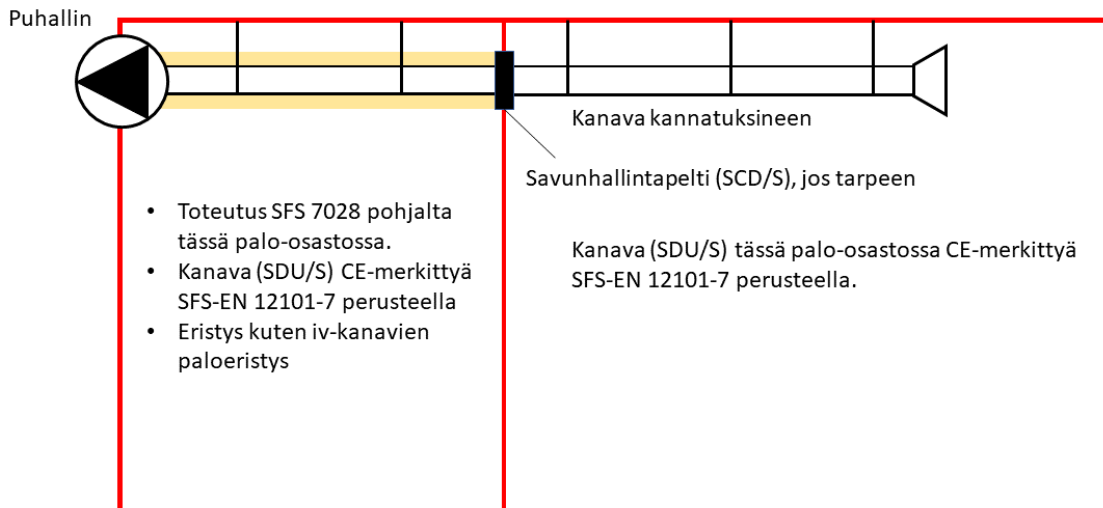 Puhallin
Kanava kannatuksineen
Savunhallintapelti (SCD/S), jos tarpeen
• Toteutus SFS 7028 pohjalta
tässä palo-osastossa.
• Kanava (SDU/S) CE-merkittyä
SFS-EN 12101-7 perusteella
• Eristys kuten iv-kanavien
paloeristys
Kanava (SDU/S) tässä palo-osastossa CE-merkittyä
SFS-EN 12101-7 perusteella.